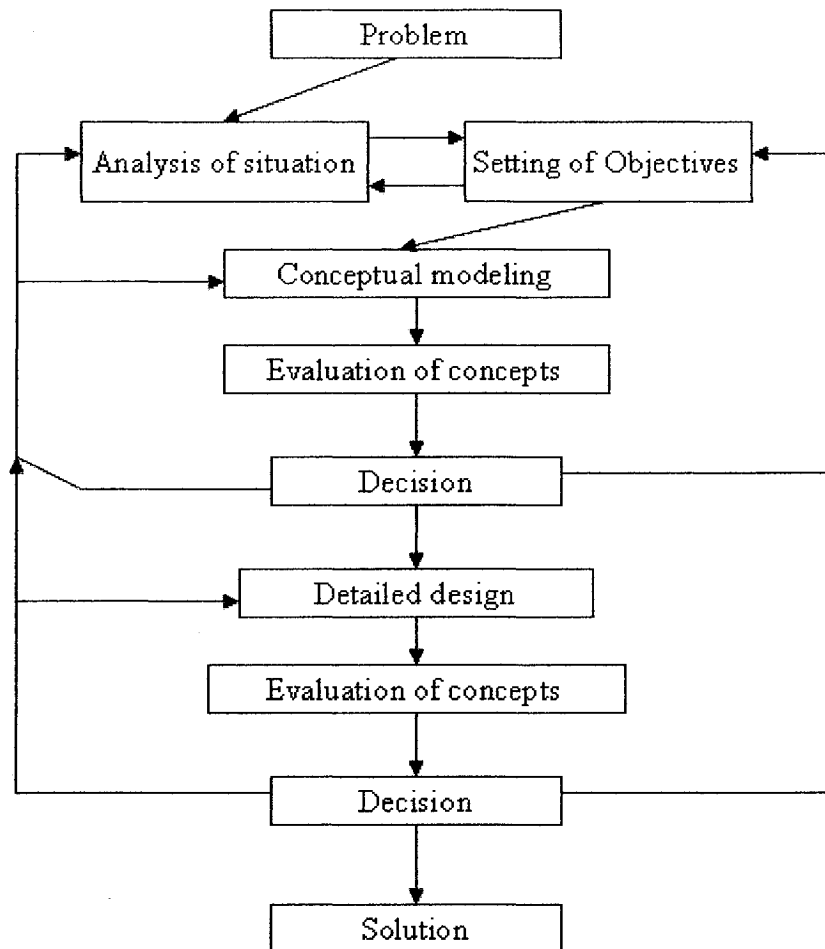 Problem
Analysis of situation
Setting of Objectives
Conceptual modeling
Evaluation of concepts
Decision
Detailed design
Evaluation of concepts
Decision
Solution